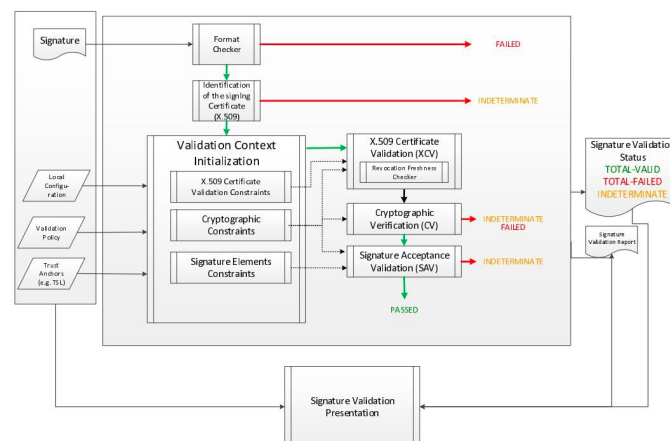 Signature
Format
Checker
FAILED
Identification
of the signing
Certificate
(X.509)
INDETERMINATE
Validation Context
Initialization
X.509 Certificate
Validation Constraints
Cryptographic
Constraints
Signature Elements
Constraints
X.509 Certificate
Validation (XCV)
Revocation Freshness
Checker
Cryptographic
Verification (CV)
INDETERMINATE
FAILED
Signature Acceptance
Validation (SAV)
INDETERMINATE
PASSED
Local
Configu-
ration
Validation
Policy
Trust
Anchors
(e.g. TSL)
Signature Validation
Status
TOTAL-VALID
TOTAL-FAILED
INDETERMINATE
Signature
Validation Report
Signature Validation
Presentation